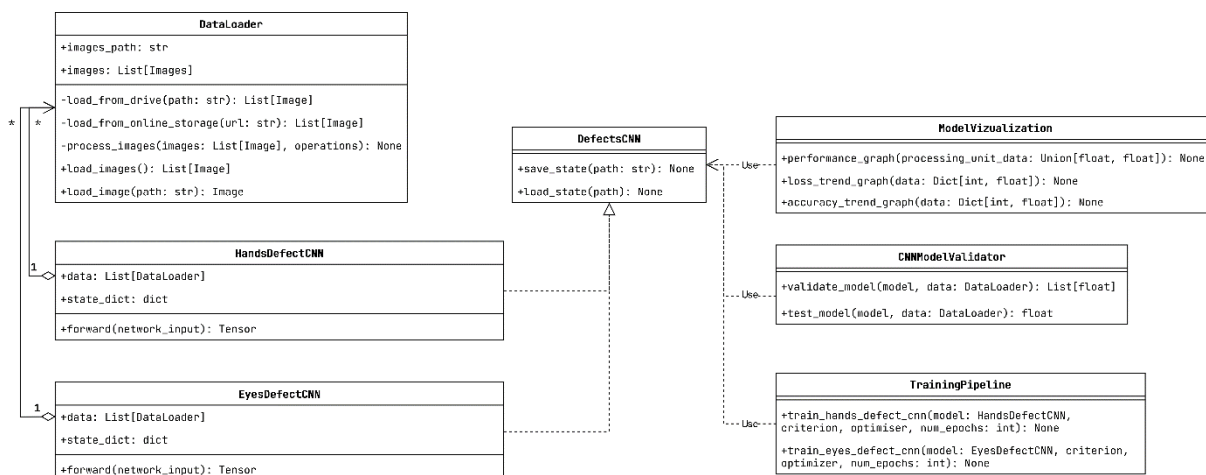 DataLoader
+images_path: str
+images: List[Images]
-load_from_drive(path: str): List[Image]
-load_from_online_storage(url: str): List[Image]
-process_images(images: List[Image], operations): None
+load_images(): List[Image]
+load_image(path: str): Image
*
*
HandsDefectCNN
+data: List[DataLoader]
+state_dict: dict
+forward(network_input): Tensor
1
EyesDefectCNN
+data: List[DataLoader]
+state_dict: dict
+forward(network_input): Tensor
1
DefectsCNN
+save_state(path: str): None
+load_state(path): None
Use
ModelVizualization
+performance_graph(processing_unit_data: Union[float, float]): None
+loss_trend_graph(data: Dict[int, float]): None
+accuracy_trend_graph(data: Dict[int, float]): None
Use
CNNModelValidator
+validate_model(model, data: DataLoader): List[float]
+test_model(model, data: DataLoader): float
Use
TrainingPipeline
+train_hands_defect_cnn(model: HandsDefectCNN,
criterion, optimiser, num_epochs: int): None
+train_eyes_defect_cnn(model: EyesDefectCNN, criterion,
optimizer, num_epochs: int): None